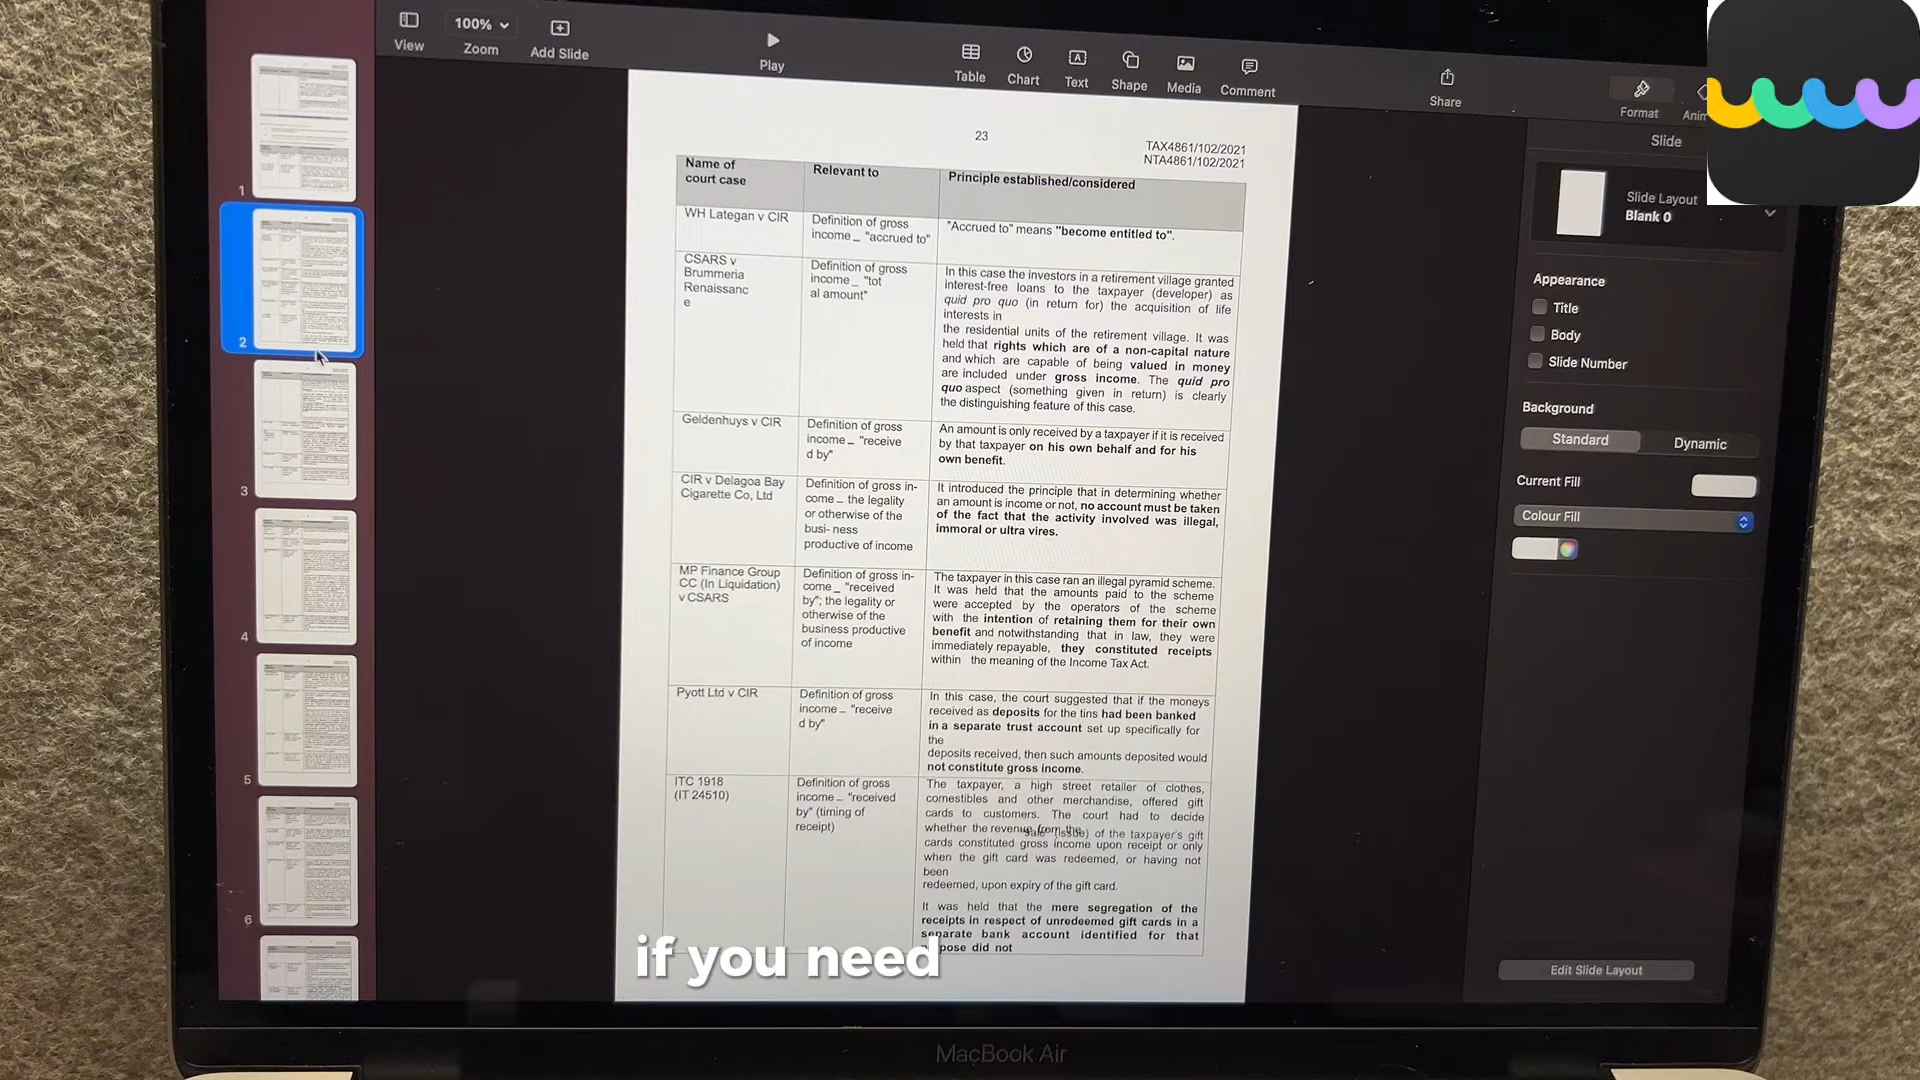 View
100%
Zoom
Add Slide
Play
Table
Chart
Text
Shape
Media
Comment
Share
Format
Slide
Slide Layout
Blank 0
Appearance
Title
Body
Slide Number
Background
Standard
Dynamic
Current Fill
Colour Fill
Edit Slide Layout
1
2
3
4
5
6
23
TAX4861/102/2021
NTA4861/102/2021
Name of
court case
Relevant to
Principle established/considered
WH Lategan v CIR
Definition of gross
income _ "accrued to"
"Accrued to" means "become entitled to".
CSARS v
Brummeria
Renaissanc
e
Definition of gross
income _ "tot
al amount"
In this case the investors in a retirement village granted
interest-free loans to the taxpayer (developer) as
quid pro quo (in return for) the acquisition of life
interests in
the residential units of the retirement village. It was
held that rights which are of a non-capital nature
and which are capable of being valued in money
are included under gross income. The quid pro
quo aspect (something given in return) is clearly
the distinguishing feature of this case.
Geldenhuys v CIR
Definition of gross
income _ "receive
d by"
An amount is only received by a taxpayer if it is received
by that taxpayer on his own behalf and for his
own benefit.
CIR v Delagoa Bay
Cigarette Co, Ltd
Definition of gross in-
come _ the legality
or otherwise of the
busi- ness
productive of income
It introduced the principle that in determining whether
an amount is income or not, no account must be taken
of the fact that the activity involved was illegal,
immoral or ultra vires.
MP Finance Group
CC (In Liquidation)
v CSARS
Definition of gross in-
come _ "received
by"; the legality or
otherwise of the
business productive
of income
The taxpayer in this case ran an illegal pyramid scheme.
It was held that the amounts paid to the scheme
were accepted by the operators of the scheme
with the intention of retaining them for their own
benefit and notwithstanding that in law, they were
immediately repayable, they constituted receipts
within the meaning of the Income Tax Act.
Pyott Ltd v CIR
Definition of gross
income _ "receive
d by"
In this case, the court suggested that if the moneys
received as deposits for the tins had been banked
in a separate trust account set up specifically for
the
deposits received, then such amounts deposited would
not constitute gross income.
ITC 1918
(IT 24510)
Definition of gross
income _ "received
by" (timing of
receipt)
The taxpayer, a high street retailer of clothes,
comestibles and other merchandise, offered gift
cards to customers. The court had to decide
whether the revenue from the
sale (issue) of the taxpayer's gift
cards constituted gross income upon receipt or only
when the gift card was redeemed, or having not
been
redeemed, upon expiry of the gift card.
It was held that the mere segregation of the
receipts in respect of unredeemed gift cards in a
separate bank account identified for that
pose did not
if you need
MacBook Air